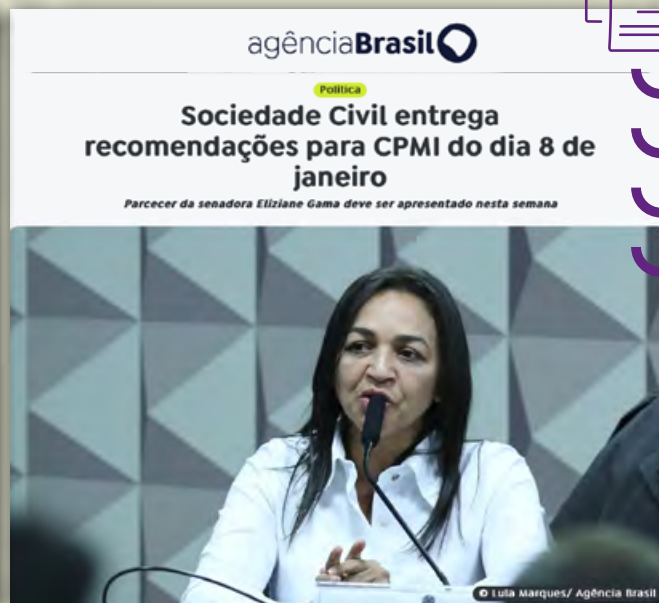 agênciaBrasil
Política
Sociedade Civil entrega
recomendações para CPMI do dia 8 de
janeiro
Parcecer da senadora Eliziane Gama deve ser apresentado nesta semana
© Lula Marques/ Agência Brasil